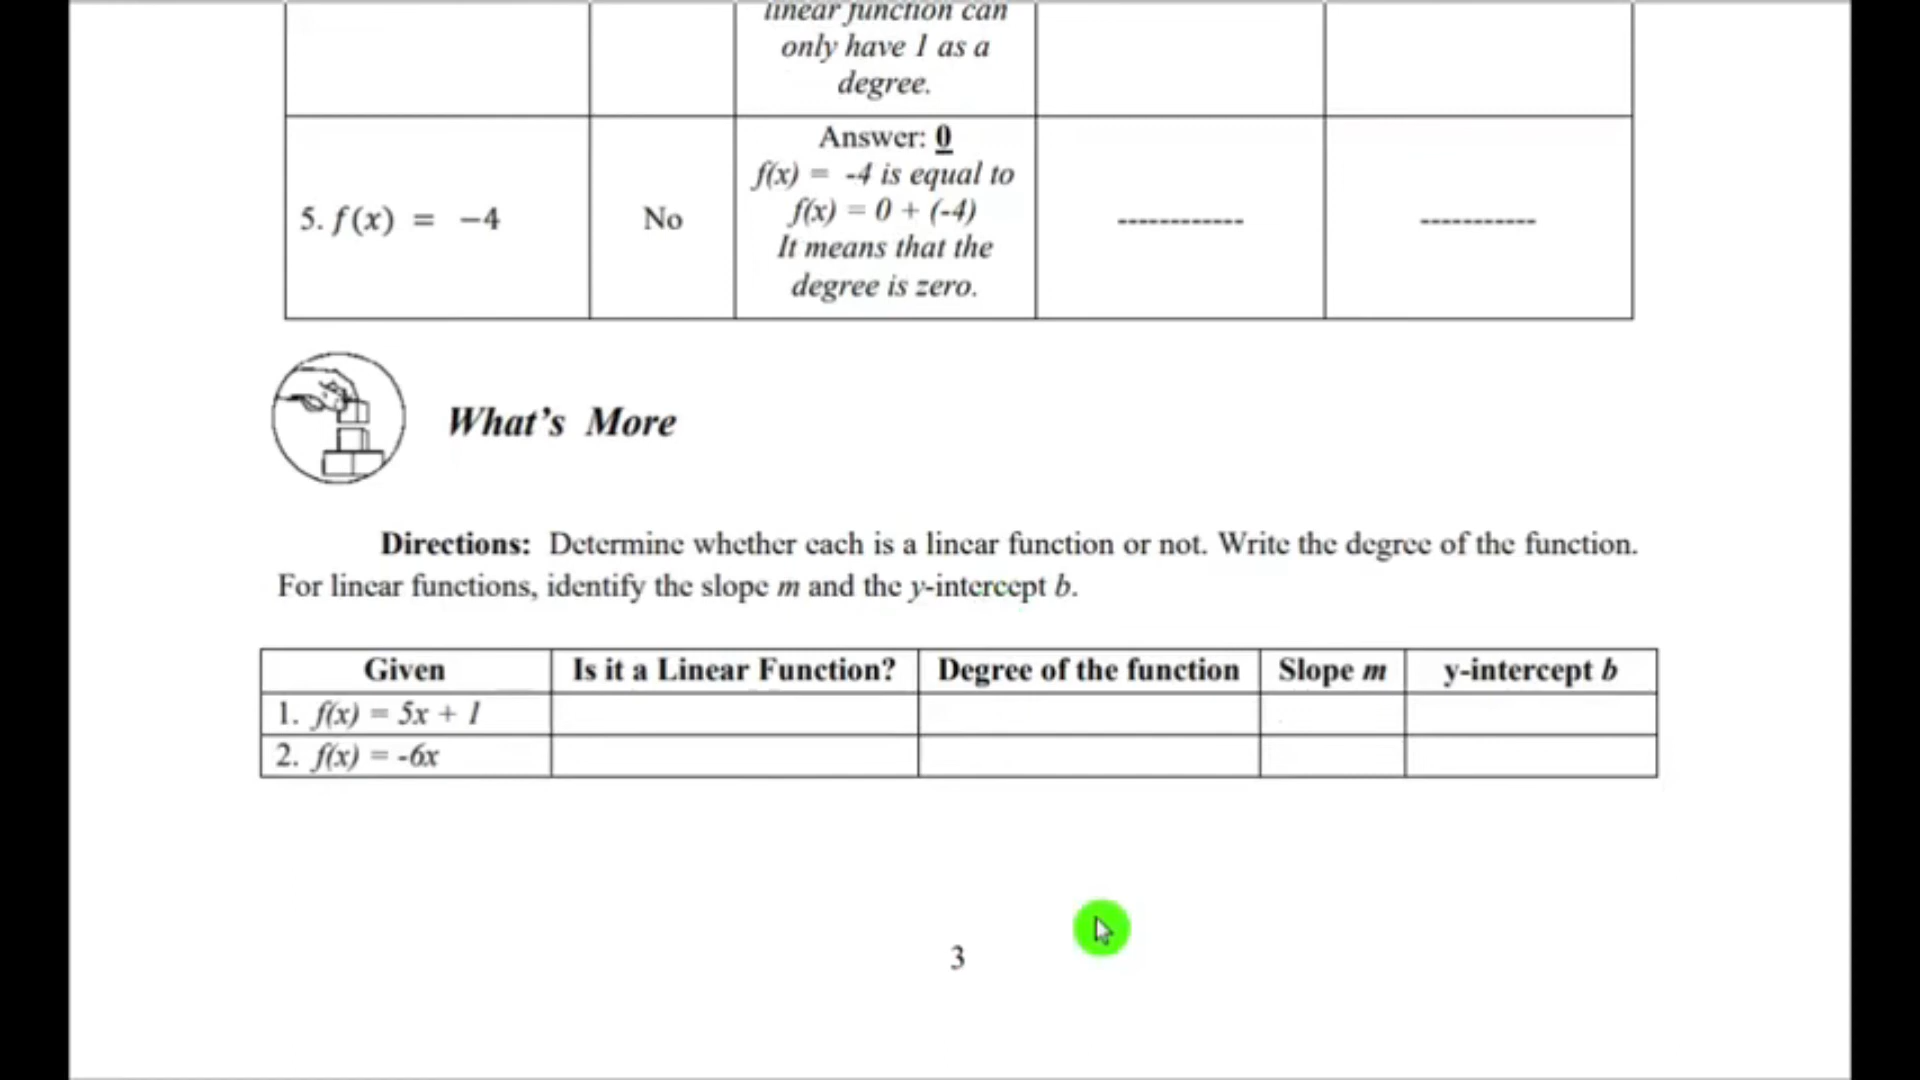 linear function can
only have 1 as a
degree.
5. f(x) = −4
No
Answer: 0
f(x) = -4 is equal to
f(x) = 0 + (-4)
It means that the
degree is zero.
------------
-----------
What's More
Directions: Determine whether each is a linear function or not. Write the degree of the function.
For linear functions, identify the slope m and the y-intercept b.
Given Is it a Linear Function? Degree of the function Slope m y-intercept b
1. f(x) = 5x + 1
2. f(x) = -6x
3